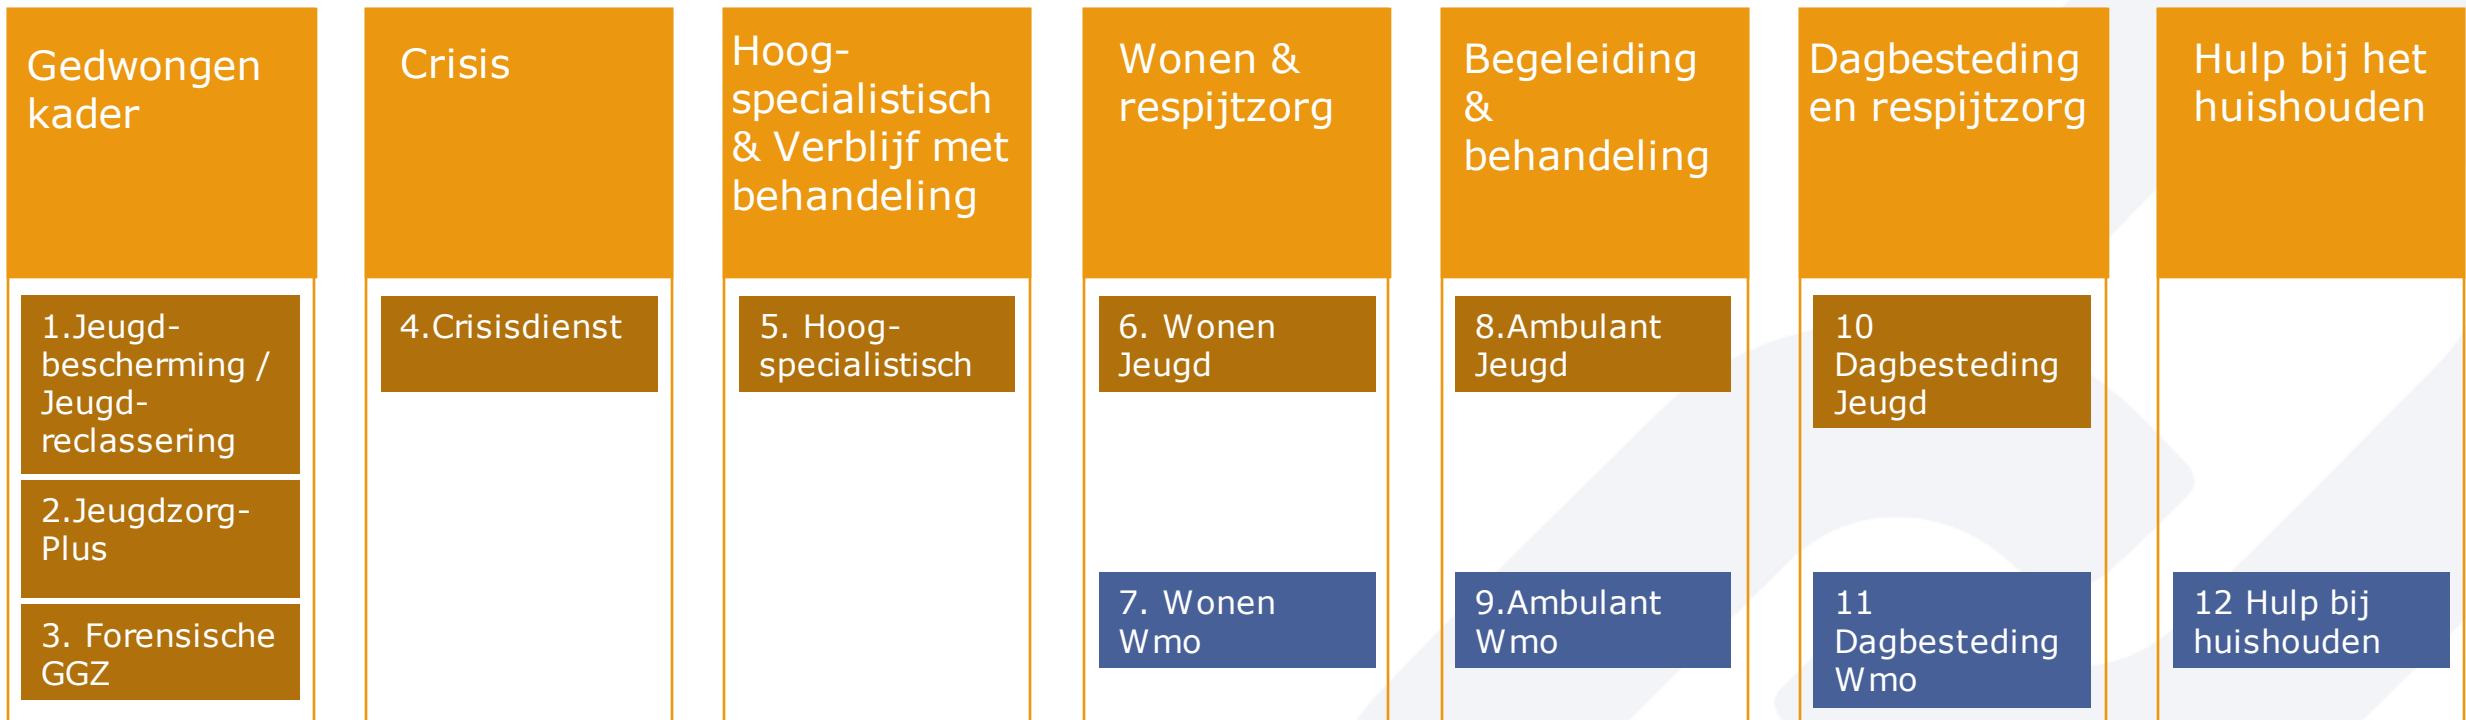 Gedwongen
kader
Crisis
Hoog-
specialistisch
& Verblijf met
behandeling
Wonen &
respijtzorg
Begeleiding
&
behandeling
Dagbesteding
en respijtzorg
Hulp bij het
huishouden
1.Jeugd-
bescherming /
Jeugd-
reclassering
2.Jeugdzorg-
Plus
3. Forensische
GGZ
4.Crisisdienst
5. Hoog-
specialistisch
6. Wonen
Jeugd
7. Wonen
Wmo
8.Ambulant
Jeugd
9.Ambulant
Wmo
10
Dagbesteding
Jeugd
11
Dagbesteding
Wmo
12 Hulp bij
huishouden